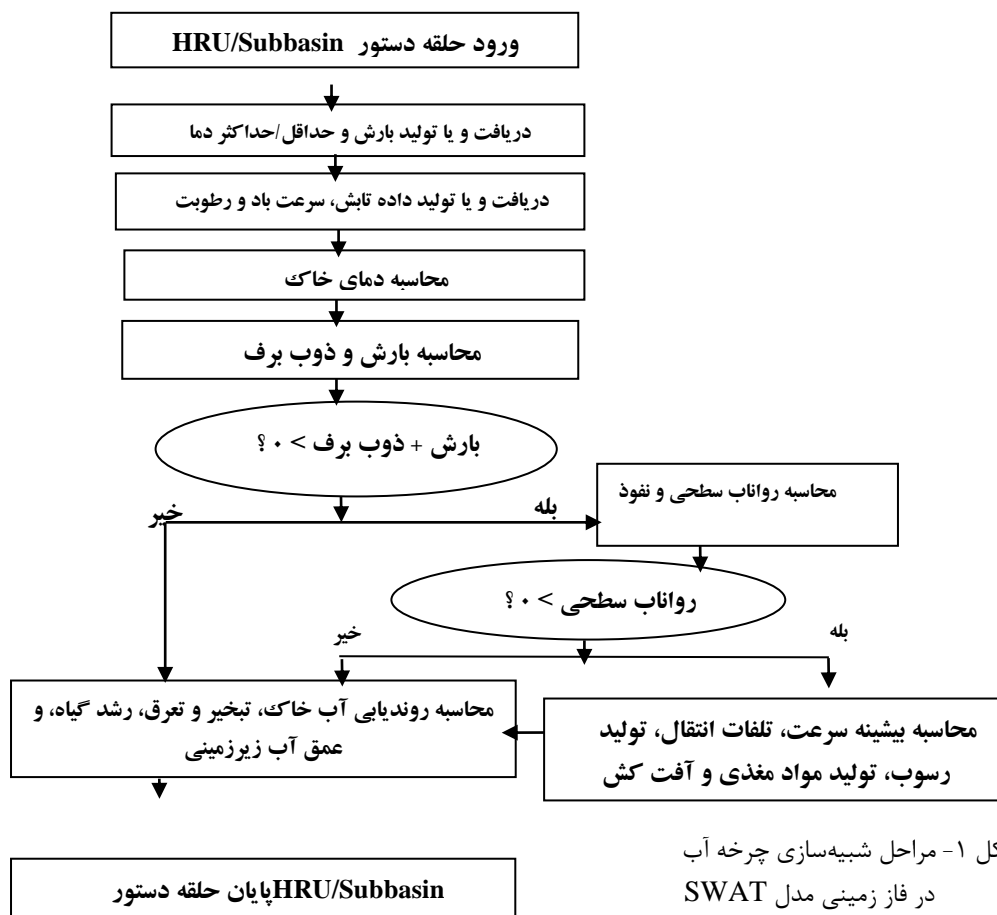 ورود حلقه دستور HRU/Subbasin
دریافت و یا تولید بارش و حداقل/حداکثر دما
دریافت و یا تولید داده تابش، سرعت باد و رطوبت
محاسبه دمای خاک
محاسبه بارش و ذوب برف
بارش + ذوب برف > ۰ ؟
محاسبه رواناب سطحی و نفوذ
بله
خیر
رواناب سطحی > ۰ ؟
بله
خیر
محاسبه روندیابی آب خاک، تبخیر و تعرق، رشد گیاه، و
عمق آب زیرزمینی
محاسبه بیشینه سرعت، تلفات انتقال، تولید
رسوب، تولید مواد مغذی و آفت کش
کل ۱- مراحل شبیه‌سازی چرخه آب
در فاز زمینی مدل SWAT
HRU/Subbasinپایان حلقه دستور